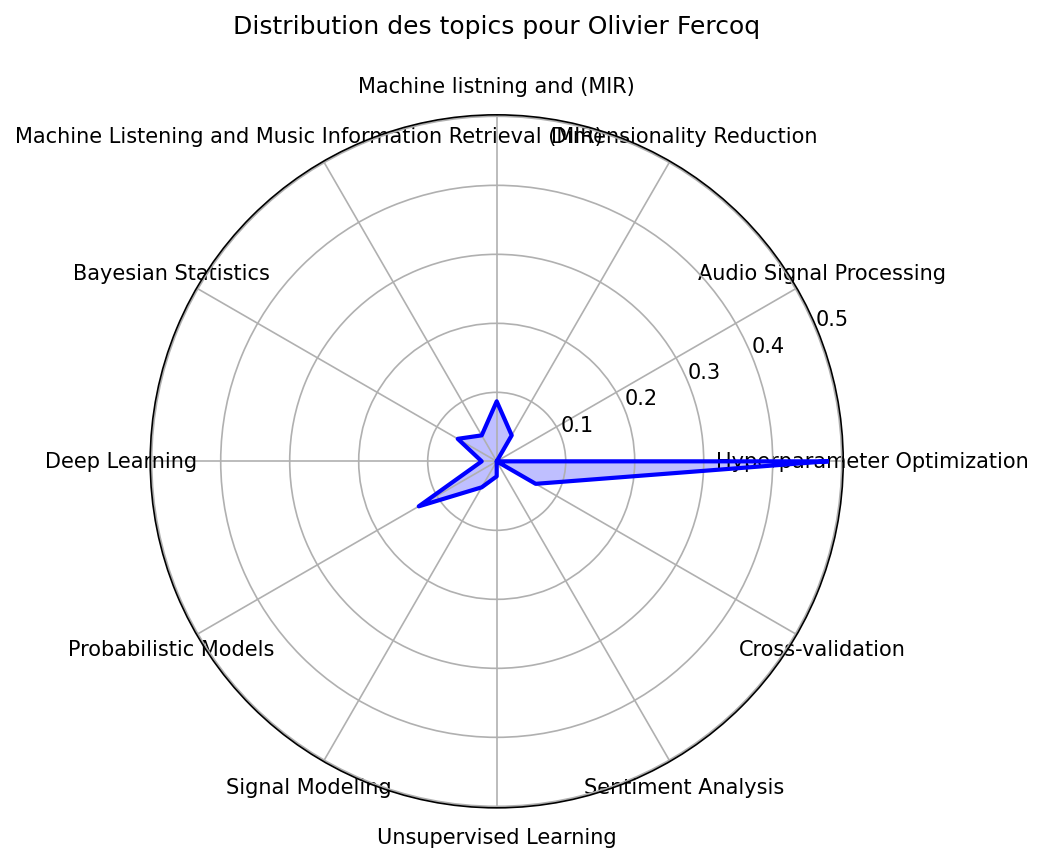 Distribution des topics pour Olivier Fercoq
Machine listning and (MIR)
Machine Listening and Music Information Retrieval (MIR)
Dimensionality Reduction
Bayesian Statistics
Audio Signal Processing
0.5
0.4
0.3
0.2
0.1
Deep Learning
Hyperparameter Optimization
Probabilistic Models
Cross-validation
Signal Modeling
Sentiment Analysis
Unsupervised Learning